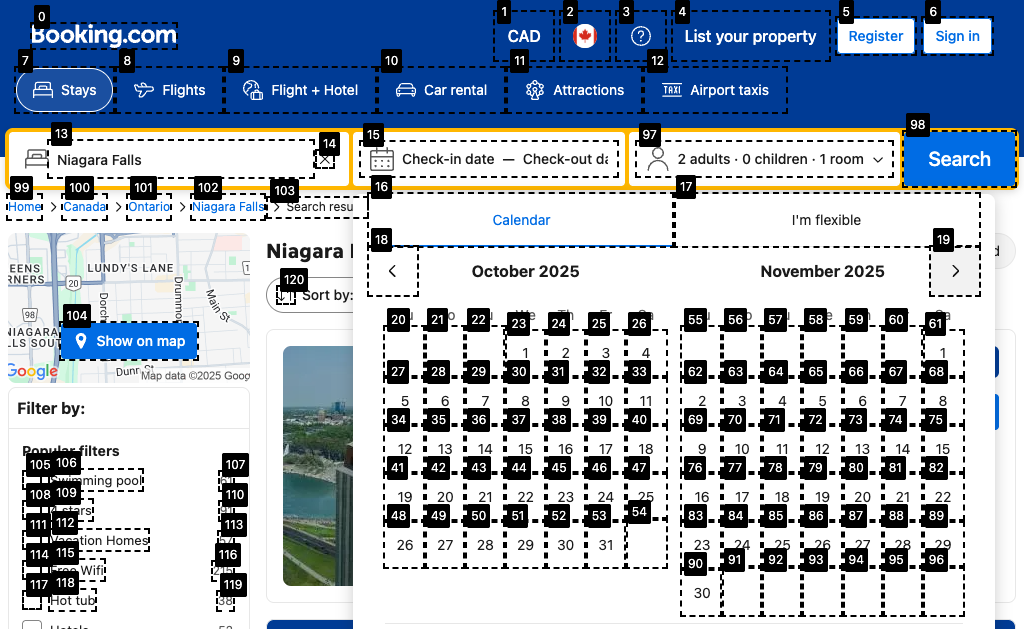 Booking.com
CAD
List your property
Register
Sign in
Stays
Flights
Flight + Hotel
Car rental
Attractions
Airport taxis
Niagara Falls
Check-in date — Check-out da
2 adults · 0 children · 1 room
Search
Home > Canada > Ontario > Niagara Falls > Search resu
Calendar
I'm flexible
Niagara
Sort by:
October 2025
November 2025
1 2 3 4
5 6 7 8 9 10 11
12 13 14 15 16 17 18
19 20 21 22 23 24 25
26 27 28 29 30 31
1
2 3 4 5 6 7 8
9 10 11 12 13 14 15
16 17 18 19 20 21 22
23 24 25 26 27 28 29
30
LUNDY'S LANE
20
98
Drummo
Main St
Dorch
NIAGARA
Show on map
Google
Dunn St
Map data ©2025 Goog
Filter by:
Popular filters
Swimming pool
4 stars
Vacation Homes
Free Wifi
215
Hot tub
38
Hotels
53
0
1
2
3
4
5
6
7
8
9
10
11
12
13
14
15
97
98
99
100
101
102
103
16
17
18
19
120
104
20 21 22 23 24 25 26
27 28 29 30 31 32 33
34 35 36 37 38 39 40
41 42 43 44 45 46 47
48 49 50 51 52 53 54
55 56 57 58 59 60 61
62 63 64 65 66 67 68
69 70 71 72 73 74 75
76 77 78 79 80 81 82
83 84 85 86 87 88 89
90 91 92 93 94 95 96
105 106 107
108 109 110
111 112 113
114 115 116
117 118 119